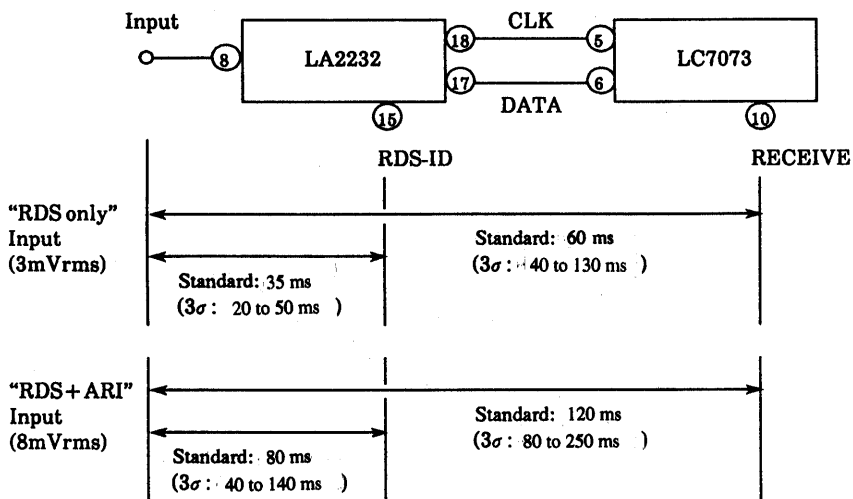 Input
CLK
8
LA2232
18
5
LC7073
17
6
DATA
15
10
RDS-ID
RECEIVE
“RDS only”
Input
(3mVrms)
Standard: 60 ms
(3σ: 40 to 130 ms )
Standard: 35 ms
(3σ: 20 to 50 ms )
“RDS+ARI”
Input
(8mVrms)
Standard: 120 ms
(3σ: 80 to 250 ms )
Standard: 80 ms
(3σ: 40 to 140 ms )